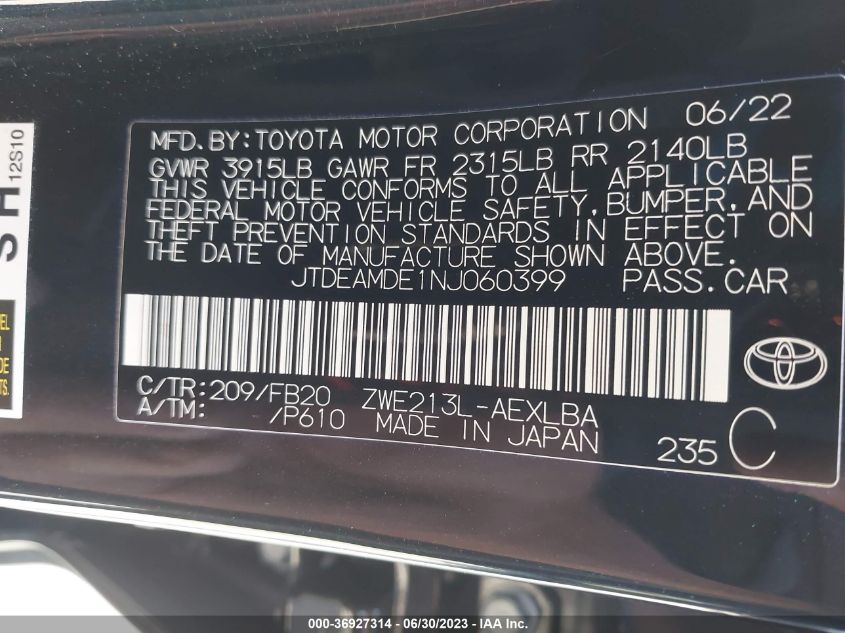 MFD.BY:TOYOTA MOTOR CORPORATION 06/22
GVWR 3915LB GAWR FR 2315LB RR 2140LB
THIS VEHICLE CONFORMS TO ALL APPLICABLE
FEDERAL MOTOR VEHICLE SAFETY,BUMPER,AND
THEFT PREVENTION STANDARDS IN EFFECT ON
THE DATE OF MANUFACTURE SHOWN ABOVE.
JTDEAMDE1NJ060399 PASS.CAR
C/TR:209/FB20 ZWE213L-AEXLBA
A/TM: /P610 MADE IN JAPAN
235 C
12S10
S H
000-36927314 - 06/30/2023 - IAA Inc.